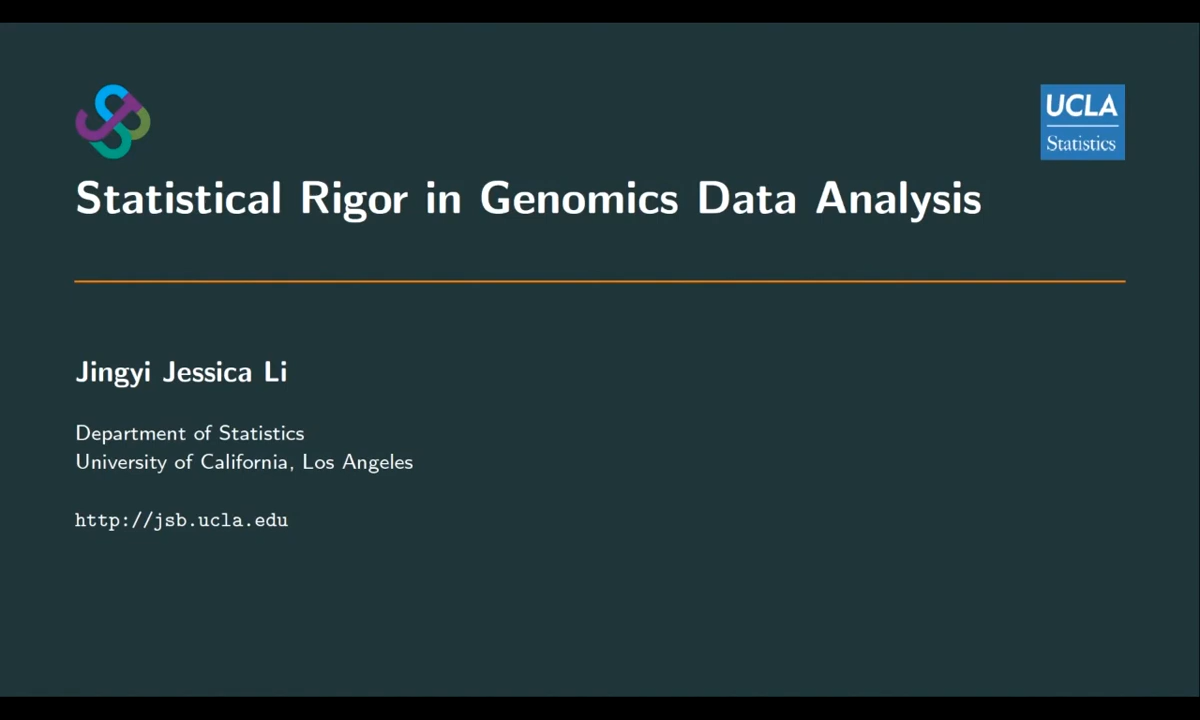 UCLA
Statistics
Statistical Rigor in Genomics Data Analysis
Jingyi Jessica Li
Department of Statistics
University of California, Los Angeles
http://jsb.ucla.edu